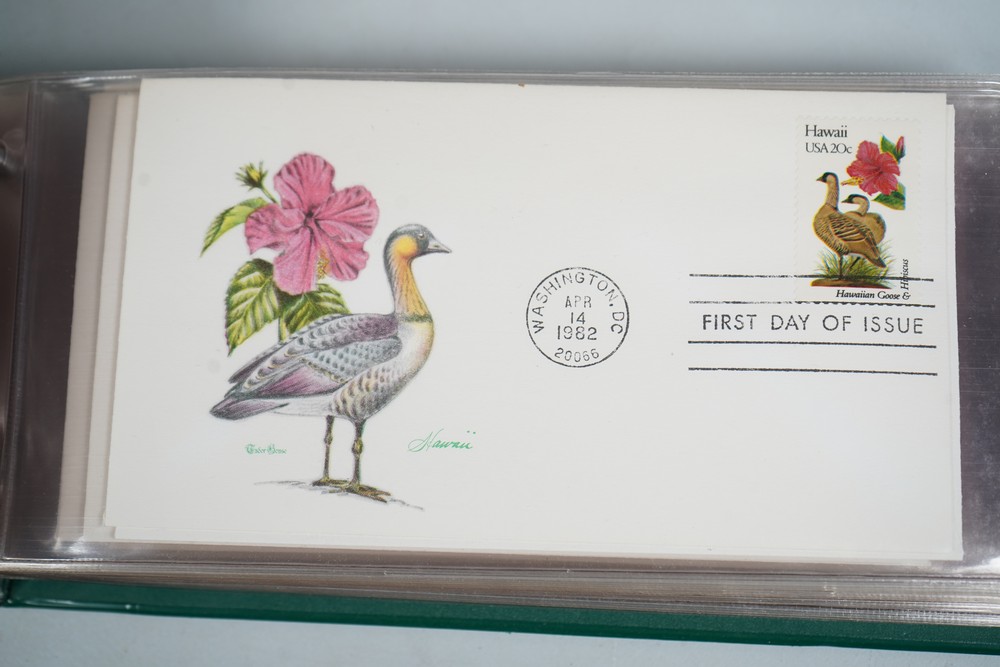 Hawaii
USA 20c
Hawaiian Goose & Hibiscus
WASHINGTON, DC
APR
14
1982
20066
FIRST DAY OF ISSUE
Hawaii